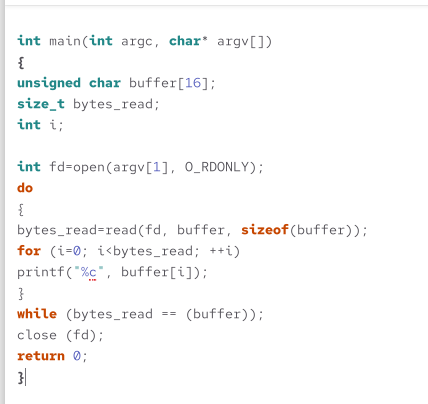 int main(int argc, char* argv[])
{
unsigned char buffer[16];
size_t bytes_read;
int i;
int fd=open(argv[1], O_RDONLY);
do
{
bytes_read=read(fd, buffer, sizeof(buffer));
for (i=0; i<bytes_read; ++i)
printf("%c", buffer[i]);
}
while (bytes_read == (buffer));
close (fd);
return 0;
}